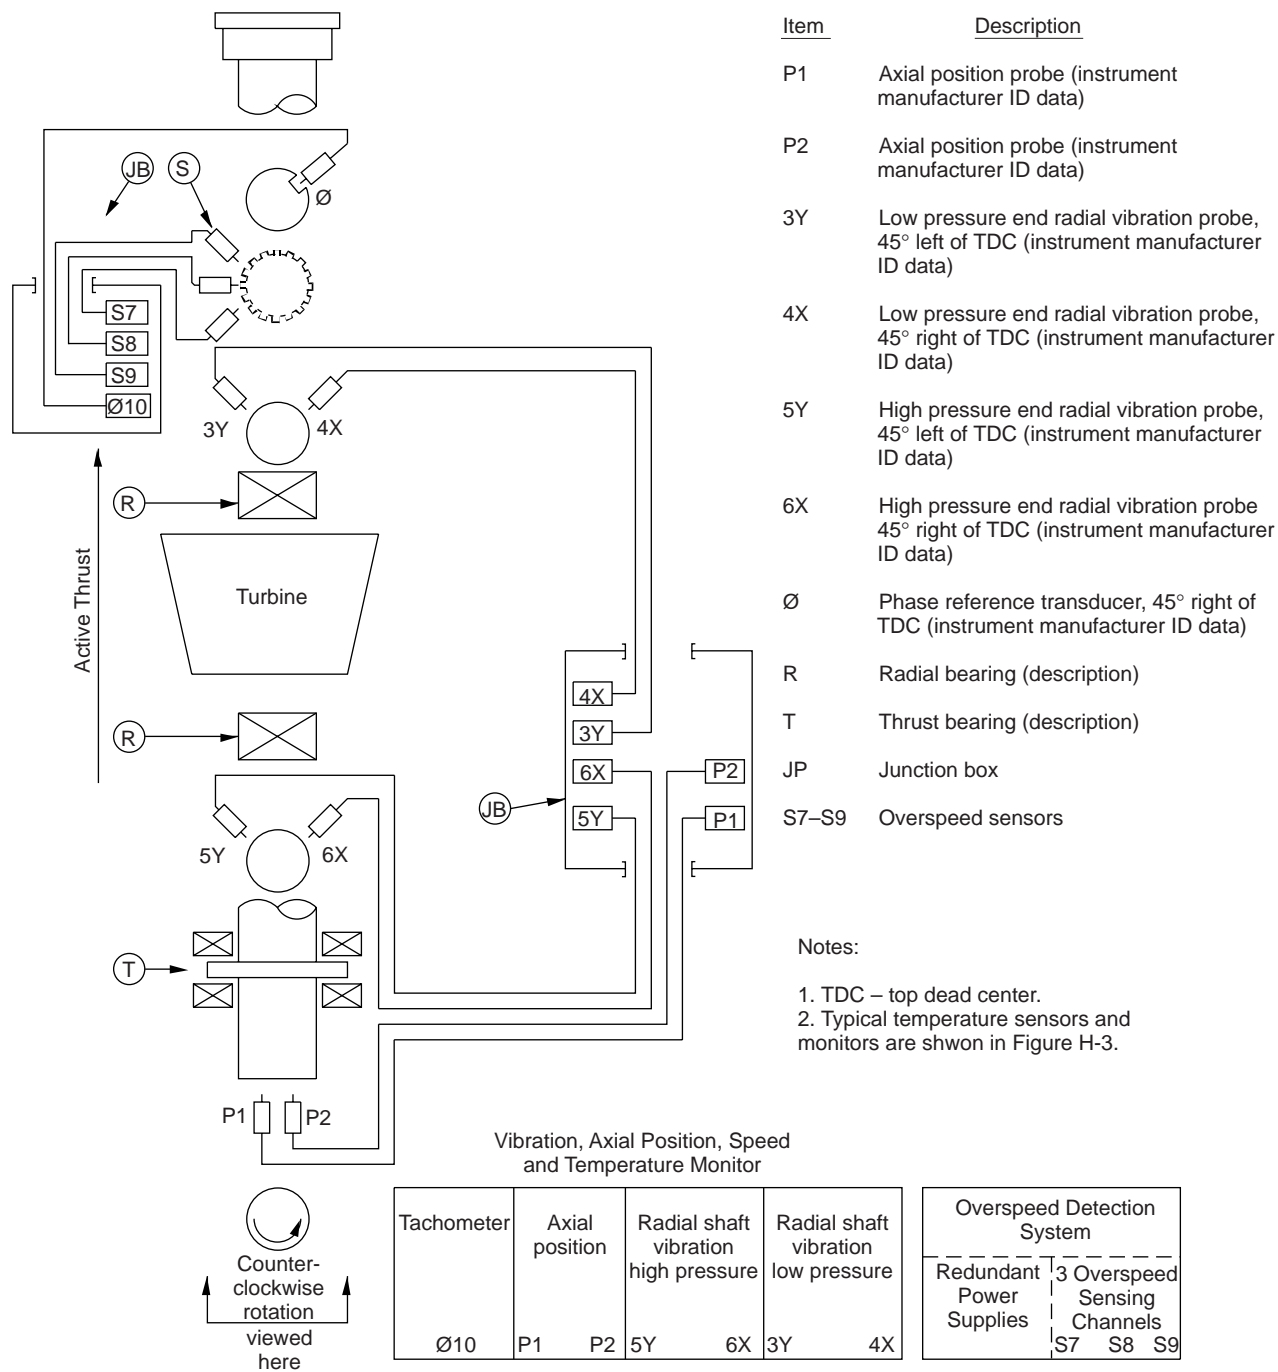 Item Description
P1 Axial position probe (instrument
manufacturer ID data)
P2 Axial position probe (instrument
manufacturer ID data)
3Y Low pressure end radial vibration probe,
45° left of TDC (instrument manufacturer
ID data)
4X Low pressure end radial vibration probe,
45° right of TDC (instrument manufacturer
ID data)
5Y High pressure end radial vibration probe,
45° left of TDC (instrument manufacturer
ID data)
6X High pressure end radial vibration probe
45° right of TDC (instrument manufacturer
ID data)
Ø Phase reference transducer, 45° right of
TDC (instrument manufacturer ID data)
R Radial bearing (description)
T Thrust bearing (description)
JP Junction box
S7–S9 Overspeed sensors
Notes:
1. TDC – top dead center.
2. Typical temperature sensors and
monitors are shwon in Figure H-3.
JB
S
Ø
S7
S8
S9
Ø10
3Y
4X
R
Active Thrust
Turbine
R
4X
3Y
6X
5Y
P2
P1
JB
5Y
6X
T
P1
P2
Counter-
clockwise
rotation
viewed
here
Vibration, Axial Position, Speed
and Temperature Monitor
Tachometer
Ø10
Axial
position
P1 P2
Radial shaft
vibration
high pressure
5Y 6X
Radial shaft
vibration
low pressure
3Y 4X
Overspeed Detection
System
Redundant
Power
Supplies
3 Overspeed
Sensing
Channels
S7 S8 S9